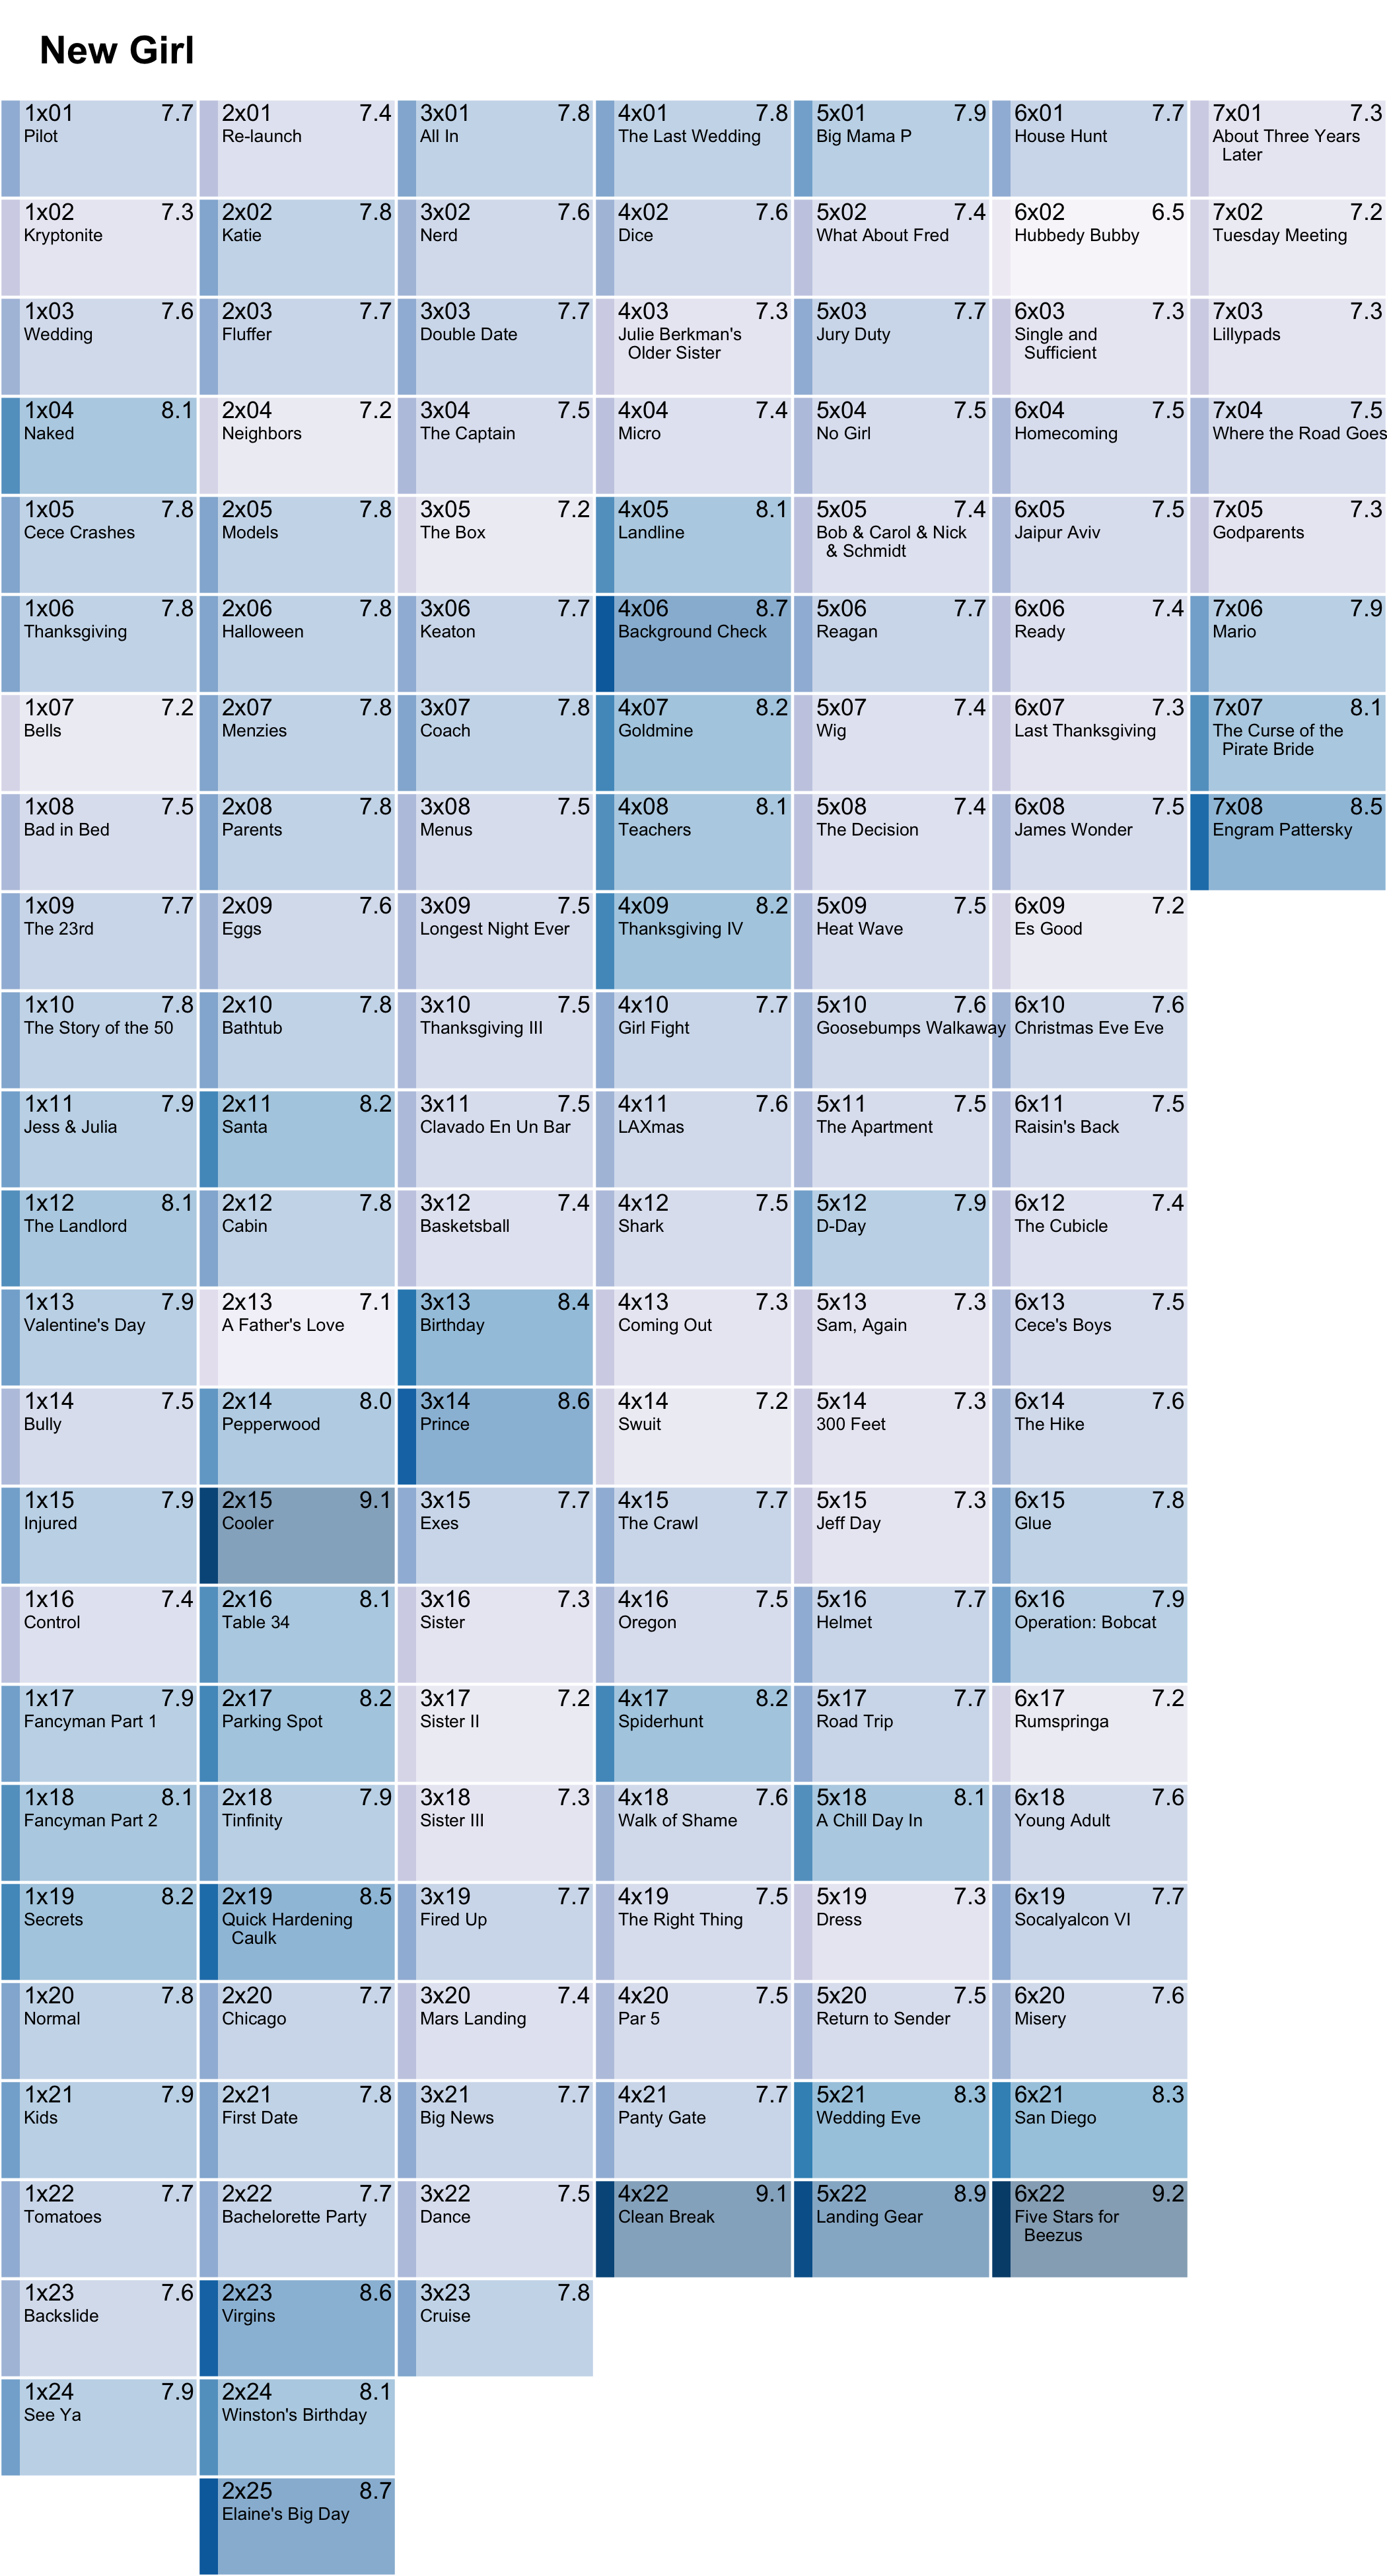 New Girl
1x01 7.7 2x01 7.4 3x01 7.8 4x01 7.8 5x01 7.9 6x01 7.7 7x01 7.3
Pilot Re-launch All In The Last Wedding Big Mama P House Hunt About Three Years
Later
1x02 7.3 2x02 7.8 3x02 7.6 4x02 7.6 5x02 7.4 6x02 6.5 7x02 7.2
Kryptonite Katie Nerd Dice What About Fred Hubbedy Bubby Tuesday Meeting
1x03 7.6 2x03 7.7 3x03 7.7 4x03 7.3 5x03 7.7 6x03 7.3 7x03 7.3
Wedding Fluffer Double Date Julie Berkman's Jury Duty Single and Lillypads
Older Sister Sufficient
1x04 8.1 2x04 7.2 3x04 7.5 4x04 7.4 5x04 7.5 6x04 7.5 7x04 7.5
Naked Neighbors The Captain Micro No Girl Homecoming Where the Road Goes
1x05 7.8 2x05 7.8 3x05 7.2 4x05 8.1 5x05 7.4 6x05 7.5 7x05 7.3
Cece Crashes Models The Box Landline Bob & Carol & Nick Jaipur Aviv Godparents
& Schmidt
1x06 7.8 2x06 7.8 3x06 7.7 4x06 8.7 5x06 7.7 6x06 7.4 7x06 7.9
Thanksgiving Halloween Keaton Background Check Reagan Ready Mario
1x07 7.2 2x07 7.8 3x07 7.8 4x07 8.2 5x07 7.4 6x07 7.3 7x07 8.1
Bells Menzies Coach Goldmine Wig Last Thanksgiving The Curse of the
Pirate Bride
1x08 7.5 2x08 7.8 3x08 7.5 4x08 8.1 5x08 7.4 6x08 7.5 7x08 8.5
Bad in Bed Parents Menus Teachers The Decision James Wonder Engram Pattersky
1x09 7.7 2x09 7.6 3x09 7.5 4x09 8.2 5x09 7.5 6x09 7.2
The 23rd Eggs Longest Night Ever Thanksgiving IV Heat Wave Es Good
1x10 7.8 2x10 7.8 3x10 7.5 4x10 7.7 5x10 7.6 6x10 7.6
The Story of the 50 Bathtub Thanksgiving III Girl Fight Goosebumps Walkaway Christmas Eve Eve
1x11 7.9 2x11 8.2 3x11 7.5 4x11 7.6 5x11 7.5 6x11 7.5
Jess & Julia Santa Clavado En Un Bar LAXmas The Apartment Raisin's Back
1x12 8.1 2x12 7.8 3x12 7.4 4x12 7.5 5x12 7.9 6x12 7.4
The Landlord Cabin Basketsball Shark D-Day The Cubicle
1x13 7.9 2x13 7.1 3x13 8.4 4x13 7.3 5x13 7.3 6x13 7.5
Valentine's Day A Father's Love Birthday Coming Out Sam, Again Cece's Boys
1x14 7.5 2x14 8.0 3x14 8.6 4x14 7.2 5x14 7.3 6x14 7.6
Bully Pepperwood Prince Swuit 300 Feet The Hike
1x15 7.9 2x15 9.1 3x15 7.7 4x15 7.7 5x15 7.3 6x15 7.8
Injured Cooler Exes The Crawl Jeff Day Glue
1x16 7.4 2x16 8.1 3x16 7.3 4x16 7.5 5x16 7.7 6x16 7.9
Control Table 34 Sister Oregon Helmet Operation: Bobcat
1x17 7.9 2x17 8.2 3x17 7.2 4x17 8.2 5x17 7.7 6x17 7.2
Fancyman Part 1 Parking Spot Sister II Spiderhunt Road Trip Rumspringa
1x18 8.1 2x18 7.9 3x18 7.3 4x18 7.6 5x18 8.1 6x18 7.6
Fancyman Part 2 Tinfinity Sister III Walk of Shame A Chill Day In Young Adult
1x19 8.2 2x19 8.5 3x19 7.7 4x19 7.5 5x19 7.3 6x19 7.7
Secrets Quick Hardening Fired Up The Right Thing Dress Socalyalcon VI
Caulk
1x20 7.8 2x20 7.7 3x20 7.4 4x20 7.5 5x20 7.5 6x20 7.6
Normal Chicago Mars Landing Par 5 Return to Sender Misery
1x21 7.9 2x21 7.8 3x21 7.7 4x21 7.7 5x21 8.3 6x21 8.3
Kids First Date Big News Panty Gate Wedding Eve San Diego
1x22 7.7 2x22 7.7 3x22 7.5 4x22 9.1 5x22 8.9 6x22 9.2
Tomatoes Bachelorette Party Dance Clean Break Landing Gear Five Stars for
Beezus
1x23 7.6 2x23 8.6 3x23 7.8
Backslide Virgins Cruise
1x24 7.9 2x24 8.1
See Ya Winston's Birthday
2x25 8.7
Elaine's Big Day